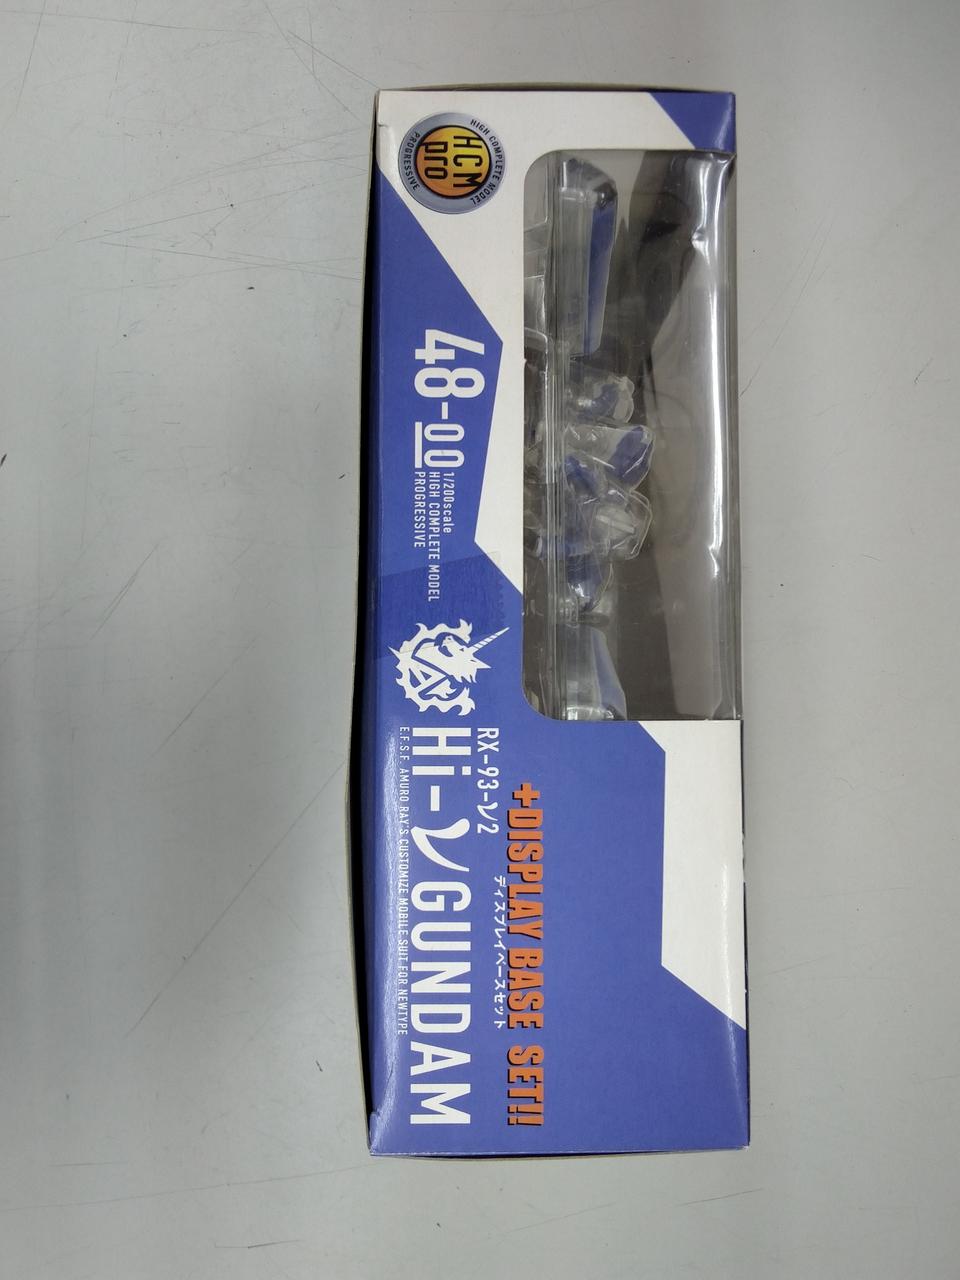 HIGH COMPLETE MODEL
HCM
pro
PROGRESSIVE
48-00
1/200scale
HIGH COMPLETE MODEL
PROGRESSIVE
A
+DISPLAY BASE SET!!
ディスプレイベースセット
RX-93-ν2
Hi-νGUNDAM
E.F.S.F. AMURO RAY'S CUSTOMIZE MOBILE SUIT FOR NEWTYPE